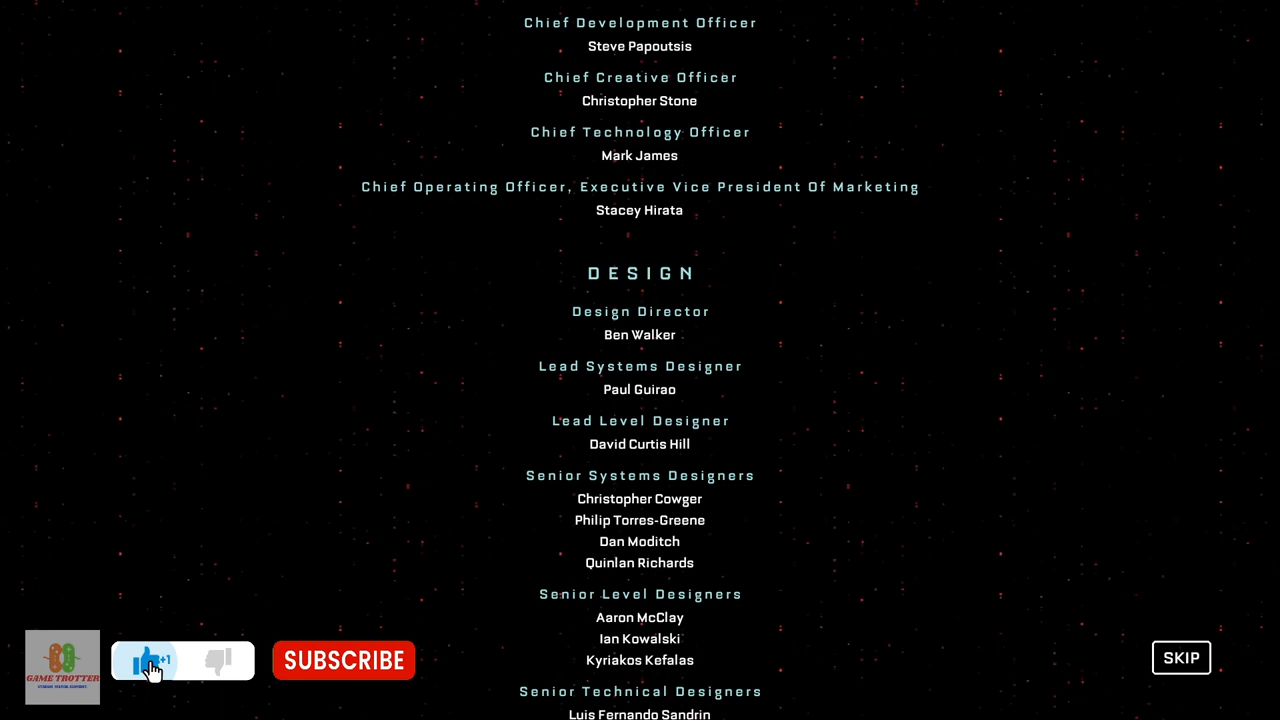 Chief Development Officer
Steve Papoutsis
Chief Creative Officer
Christopher Stone
Chief Technology Officer
Mark James
Chief Operating Officer, Executive Vice President Of Marketing
Stacey Hirata
DESIGN
Design Director
Ben Walker
Lead Systems Designer
Paul Guirao
Lead Level Designer
David Curtis Hill
Senior Systems Designers
Christopher Cowger
Philip Torres-Greene
Dan Moditch
Quinlan Richards
Senior Level Designers
Aaron McClay
Ian Kowalski
Kyriakos Kefalas
Senior Technical Designers
Luis Fernando Sandrin
GAME TROTTER
+1
SUBSCRIBE
SKIP